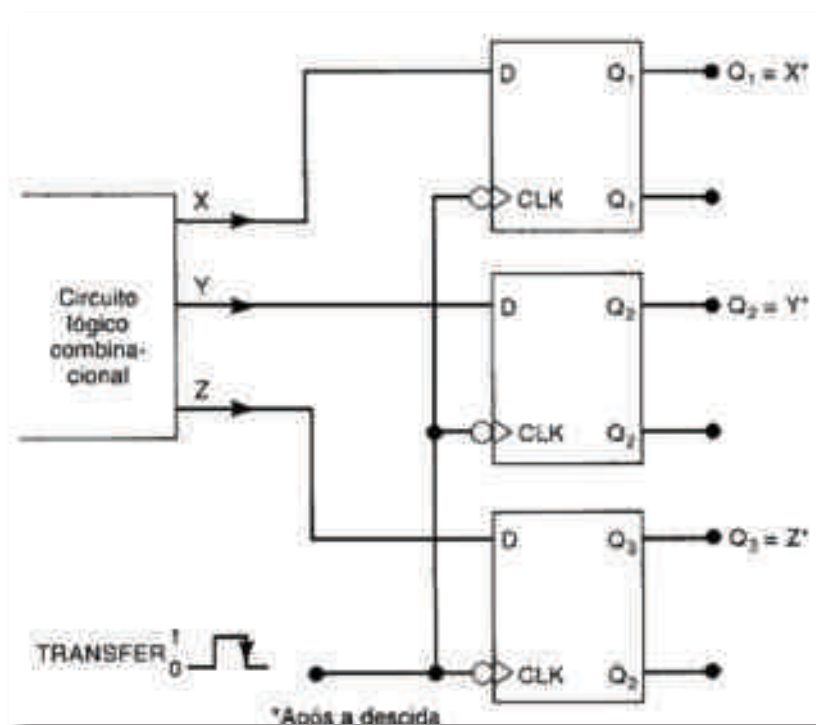 D Q₁ Q₁ = X*
X
CLK Q₁
Y
D Q₂ Q₂ = Y*
Circuito
lógico
combina-
cional
Z
CLK Q₂
D Q₃ Q₃ = Z*
TRANSFER 1 0
CLK Q₂
*Após a descida